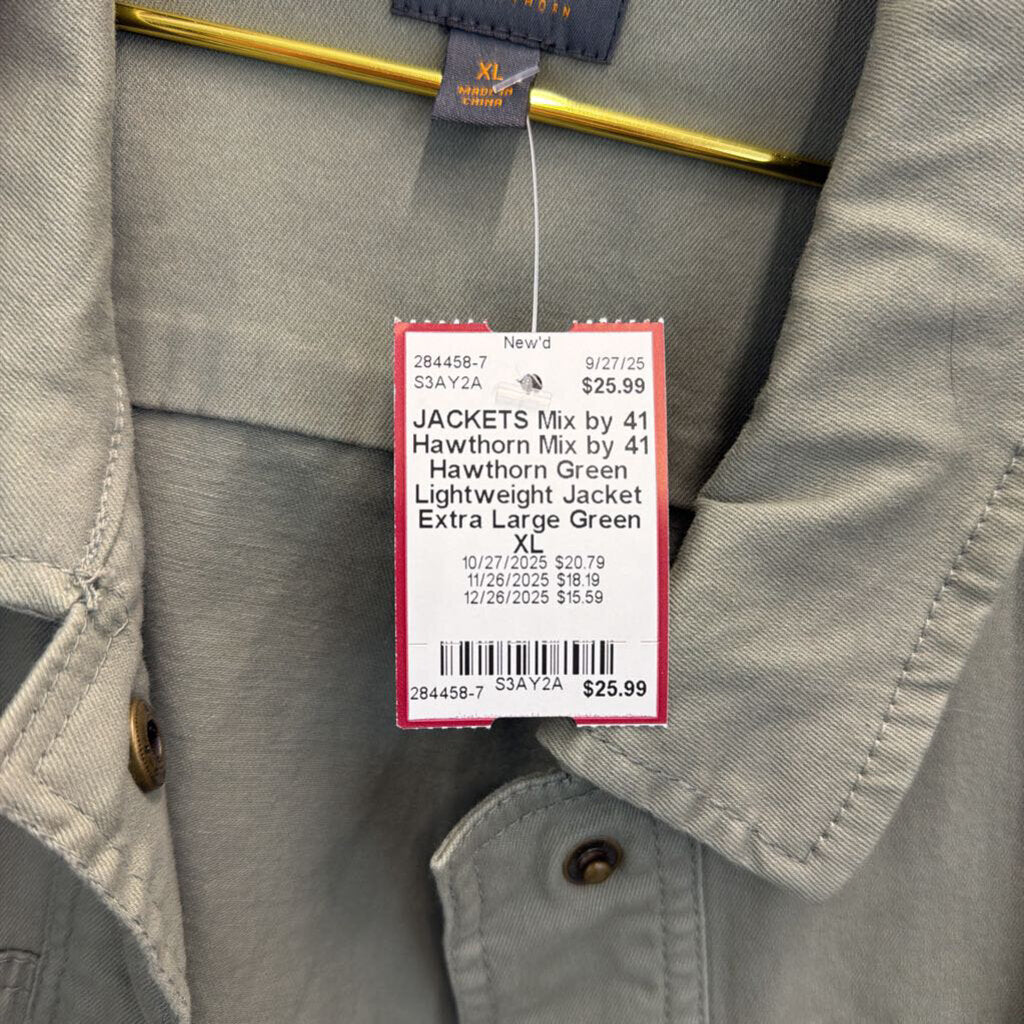 XL
MADE IN
CHINA
New'd
284458-7 9/27/25
S3AY2A $25.99
JACKETS Mix by 41
Hawthorn Mix by 41
Hawthorn Green
Lightweight Jacket
Extra Large Green
XL
10/27/2025 $20.79
11/26/2025 $18.19
12/26/2025 $15.59
284458-7 S3AY2A $25.99